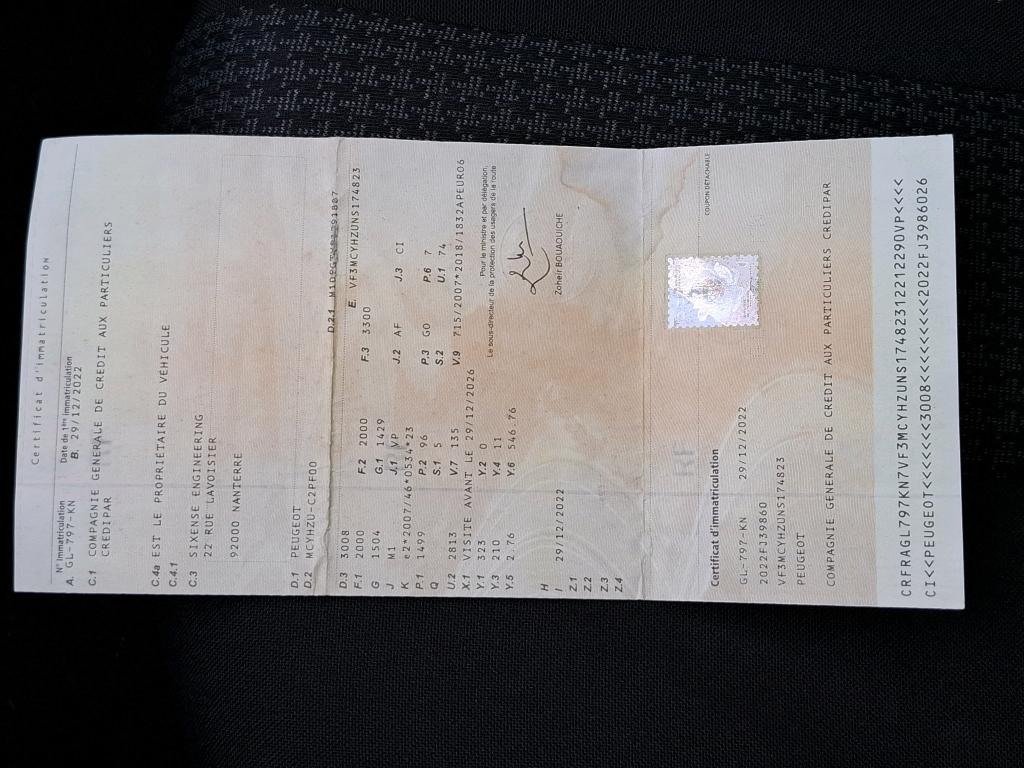 Certificat d'immatriculation
N° Immatriculation Date de 1ère immatriculation
A. GL-797-KN B. 29/12/2022
C.1 COMPAGNIE GENERALE DE CREDIT AUX PARTICULIERS
CREDIPAR
C.4a EST LE PROPRIÉTAIRE DU VÉHICULE
C.4.1
C.3 SIXENSE ENGINEERING
22 RUE LAVOISIER
92000 NANTERRE
D.1 PEUGEOT
D.2 MCYHZU-C2PF00
D.2.1
D.3 3008 E. VF3MCYHZUNS174823
F.1 2000 F.2 2000 F.3 3300
G 1504 G.1 1429
J M1 J.1 VP J.2 AF J.3 CI
K e2*2007/46*0534*23
P.1 1499 P.2 96 P.3 GO P.6 7
Q S.1 5 S.2 U.1 74
U.2 2813 V.7 135 V.9 715/2007*2018/1832APEURO6
X.1 VISITE AVANT LE 29/12/2026
Y.1 323 Y.2 0
Y.3 210 Y.4 11
Y.5 2.76 Y.6 546.76
Pour le ministre et par délégation,
Le sous-directeur de la protection des usagers de la route
H
I 29/12/2022
Zoheir BOUAOUICHE
Z.1
Z.2
Z.3
Z.4
COUPON DÉTACHABLE
Certificat d'immatriculation
GL-797-KN 29/12/2022
2022FJ39860
VF3MCYHZUNS174823
PEUGEOT
COMPAGNIE GENERALE DE CREDIT AUX PARTICULIERS CREDIPAR
CRFRAGL797KN7VF3MCYHZUNS1748231221229OVP<<<
CI<<PEUGEOT<<<<<<3008<<<<<<<<<2022FJ3986026